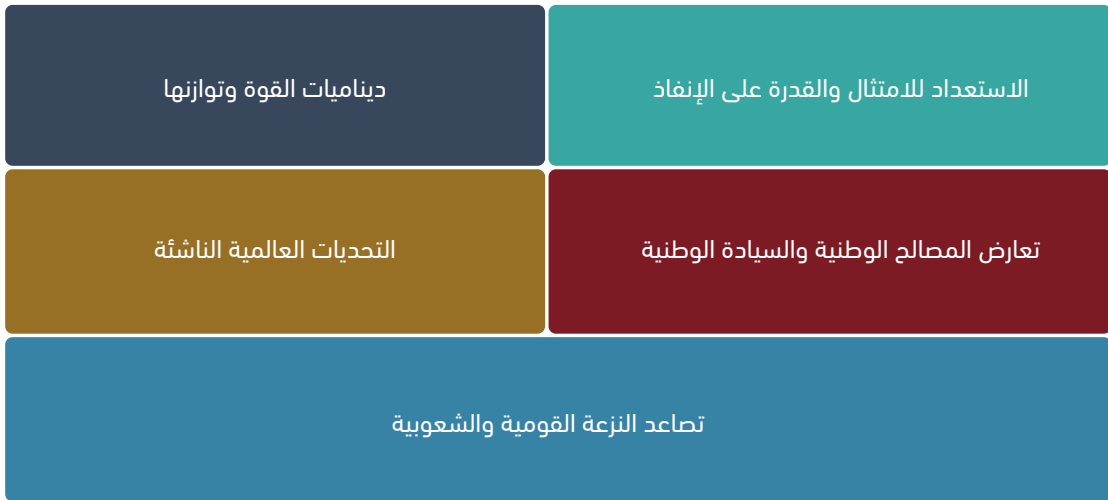 الاستعداد للامتثال والقدرة على الإنفاذ
ديناميات القوة وتوازنها
تعارض المصالح الوطنية والسيادة الوطنية
التحديات العالمية الناشئة
تصاعد النزعة القومية والشعوبية